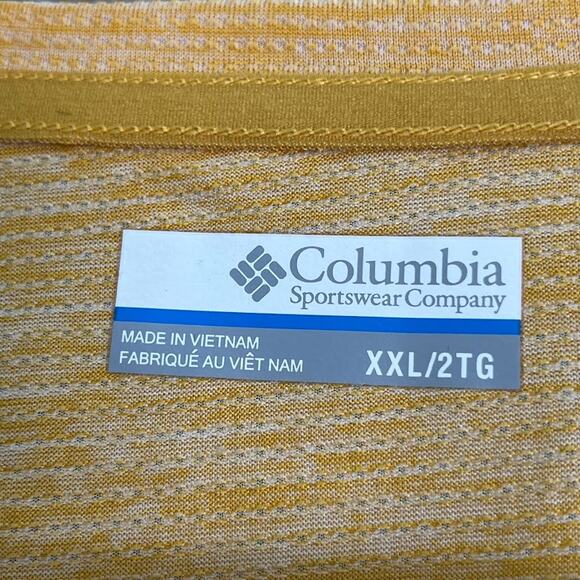 Columbia
Sportswear Company
MADE IN VIETNAM
FABRIQUÉ AU VIÊT NAM
XXL/2TG